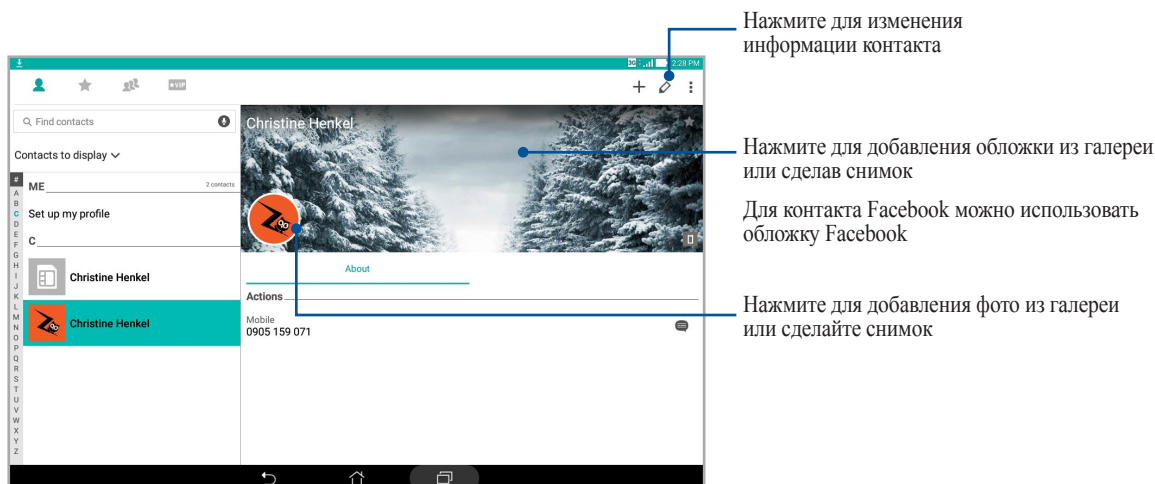 Нажмите для изменения
информации контакта
3G 2:28 PM
VIP
Find contacts
Christine Henkel
Contacts to display
Нажмите для добавления обложки из галереи
или сделав снимок
Для контакта Facebook можно использовать
обложку Facebook
ME 2 contacts
Set up my profile
C
Christine Henkel
Christine Henkel
#
A
B
C
D
E
F
G
H
I
J
K
L
M
N
O
P
Q
R
S
T
U
V
W
X
Y
Z
About
Actions
Mobile
0905 159 071
Нажмите для добавления фото из галереи
или сделайте снимок